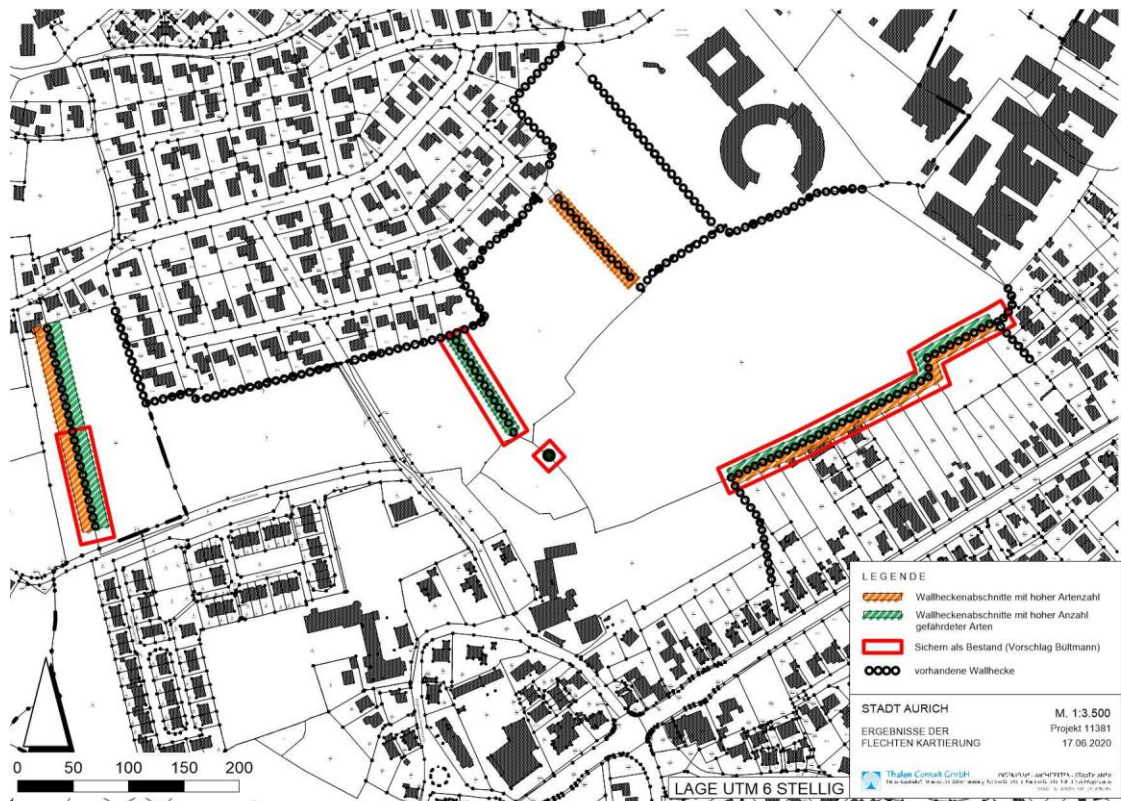 LEGENDE
Wallheckenabschnitte mit hoher Artenzahl
Wallheckenabschnitte mit hoher Anzahl
gefährdeter Arten
Sichern als Bestand (Vorschlag Bültmann)
vorhandene Wallhecke
STADT AURICH
M. 1:3.500
ERGEBNISSE DER
Projekt 11381
FLECHTEN KARTIERUNG
17.06.2020
Thalen Consult GmbH
0 50 100 150 200
LAGE UTM 6 STELLIG